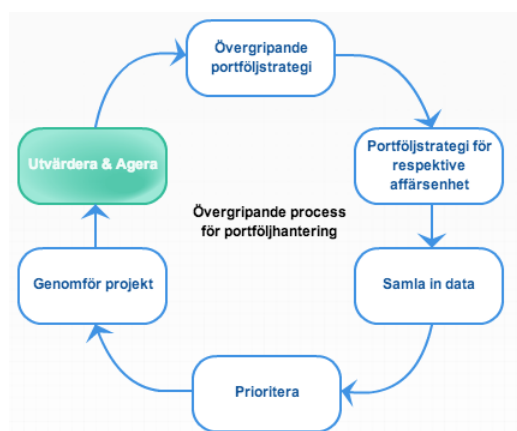 Övergripande
portföljstrategi
Portföljstrategi för
respektive
affärsenhet
Samla in data
Prioritera
Genomför projekt
Utvärdera & Agera
Övergripande process
för portföljhantering